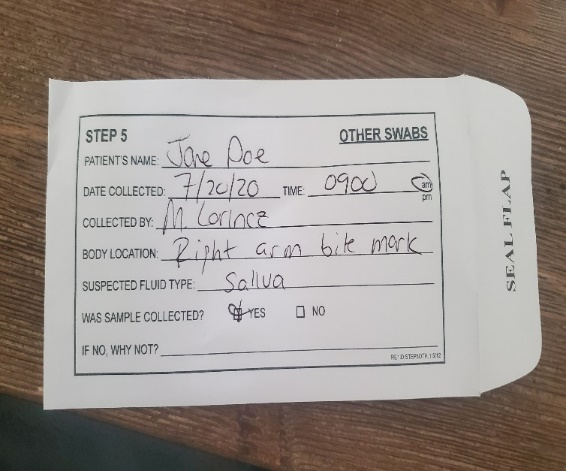 STEP 5 OTHER SWABS
PATIENT'S NAME: Jane Doe
DATE COLLECTED: 7/20/20 TIME: 0900 am
pm
COLLECTED BY: M. Lorincz
BODY LOCATION: Right arm bite mark
SUSPECTED FLUID TYPE: Saliva
WAS SAMPLE COLLECTED? YES NO
IF NO, WHY NOT?
SEAL FLAP